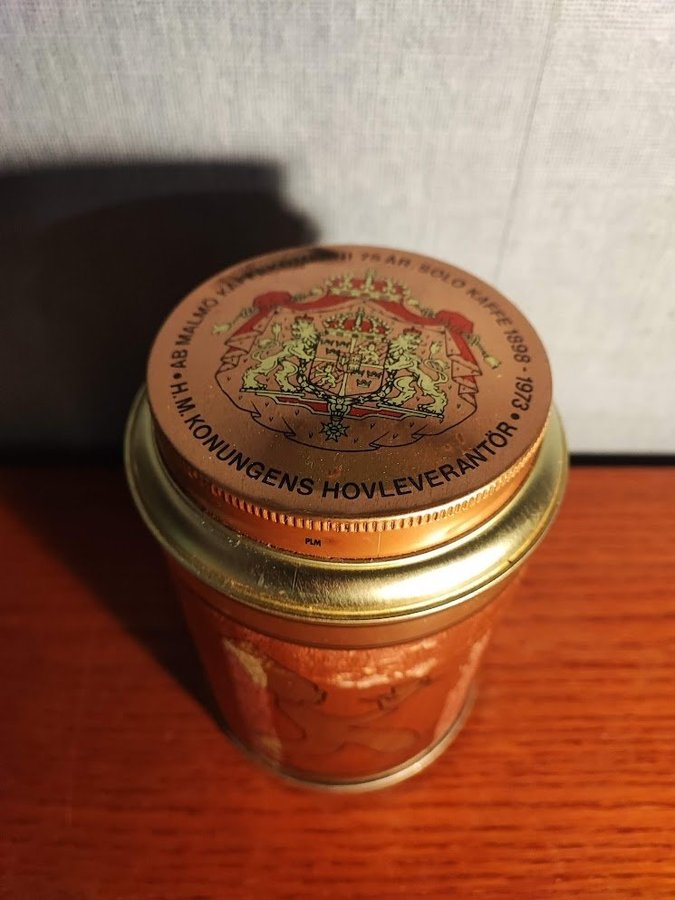 • AB MALMÖ 75 ÅR. SOLO KAFFE 1898 - 1973 •
H.M. KONUNGENS HOVLEVERANTÖR
PLM